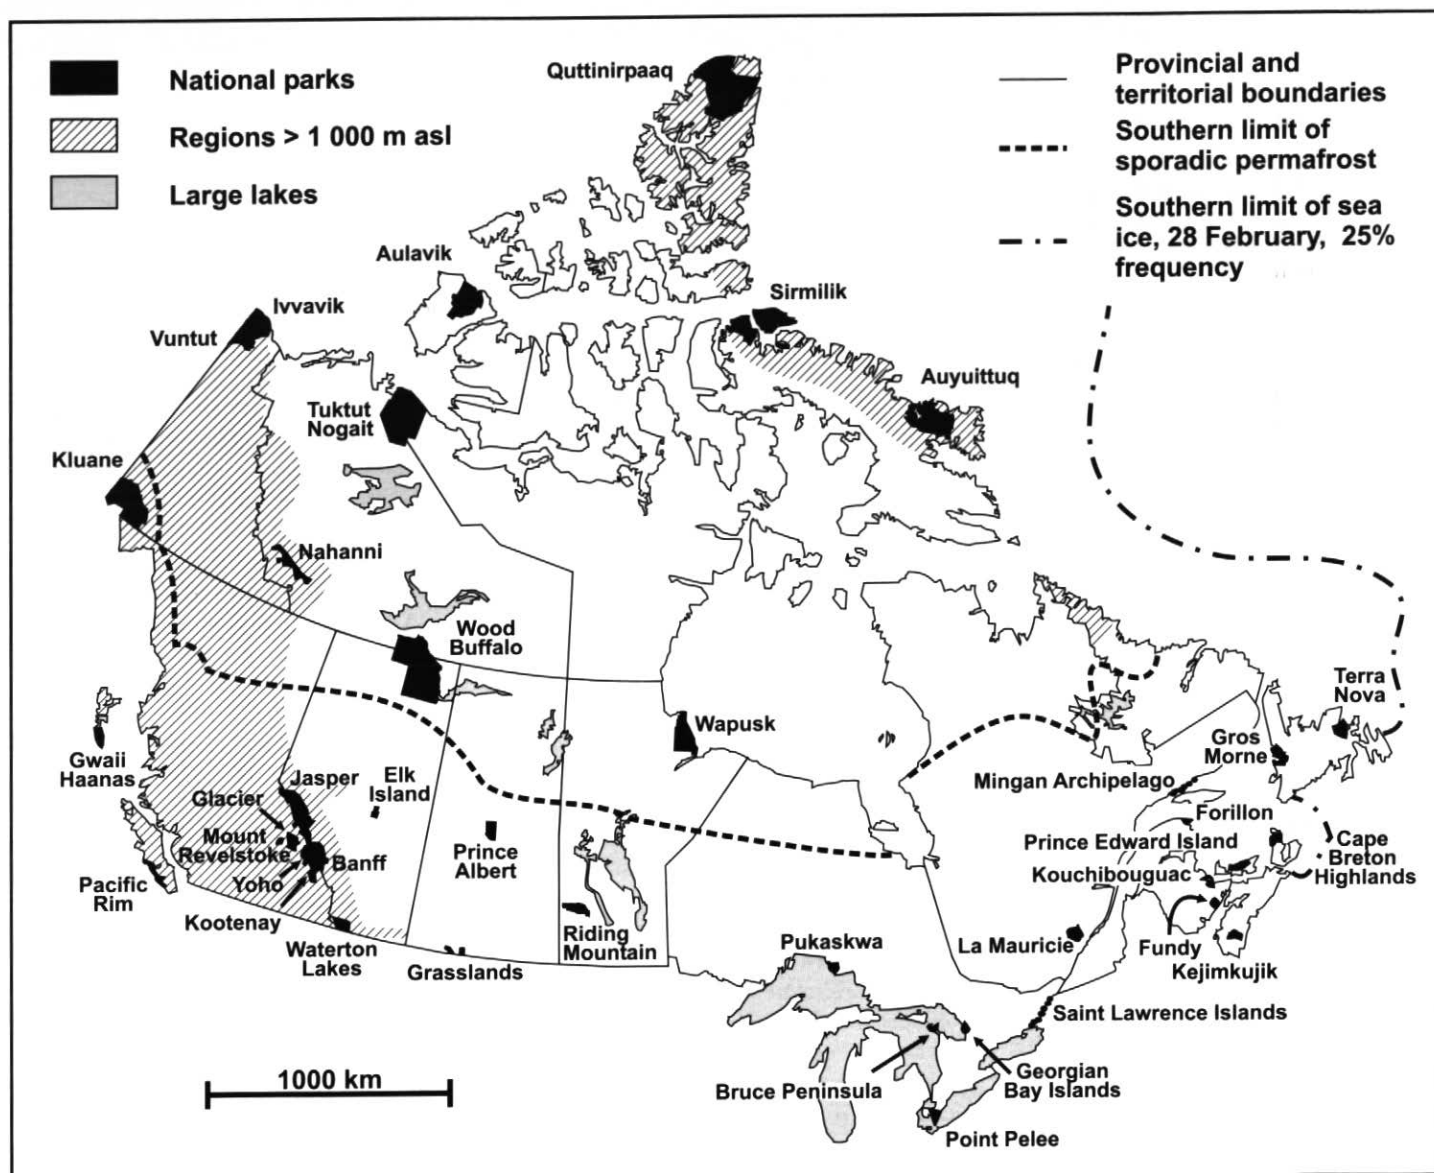 National parks
Regions > 1 000 m asl
Large lakes
Provincial and
territorial boundaries
Southern limit of
sporadic permafrost
Southern limit of sea
ice, 28 February, 25%
frequency
Quttinirpaaq
Aulavik
Sirmilik
Ivvavik
Vuntut
Auyuittuq
Tuktut
Nogait
Kluane
Nahanni
Wood
Buffalo
Wapusk
Terra
Nova
Gwaii
Haanas
Gros
Morne
Mingan Archipelago
Jasper
Elk
Island
Glacier
Forillon
Mount
Revelstoke
Prince Edward Island
Cape
Breton
Highlands
Prince
Albert
Banff
Kouchibouguac
Yoho
Pacific
Rim
Kootenay
Riding
Mountain
Waterton
Lakes
Grasslands
Pukaskwa
La Mauricie
Fundy
Kejimkujik
Saint Lawrence Islands
Georgian
Bay Islands
Bruce Peninsula
Point Pelee
1000 km